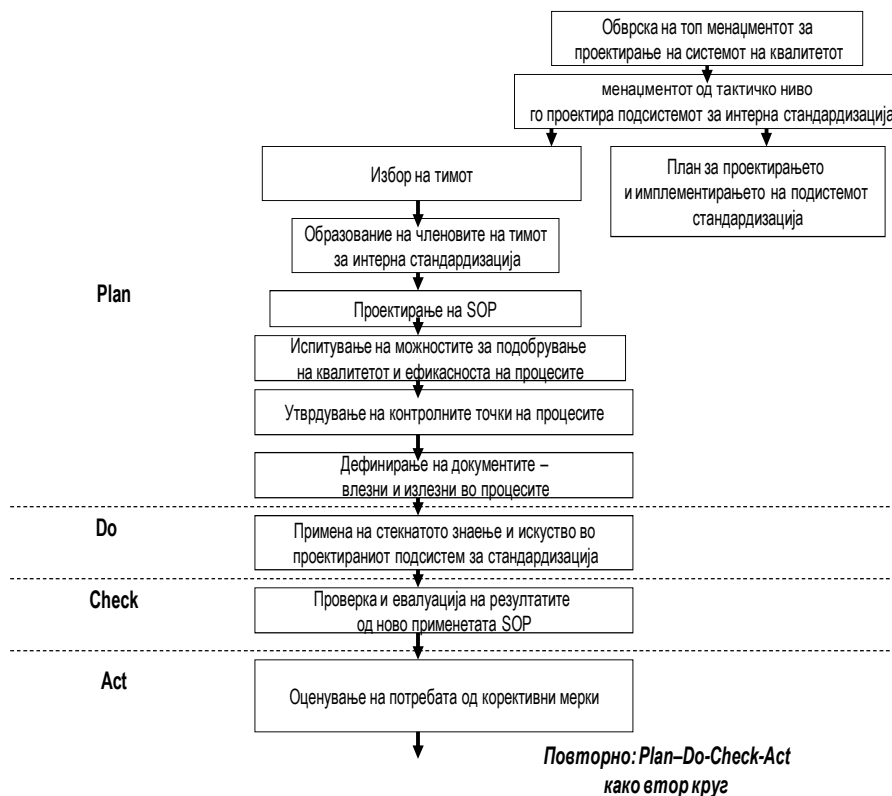 Обврска на топ менаџментот за
проектирање на системот на квалитетот
менаџментот од тактичко ниво
го проектира подсистемот за интерна стандардизација
Избор на тимот
План за проектирањето
и имплементирањето на подистемот
стандардизација
Образование на членовите на тимот
за интерна стандардизација
Plan
Проектирање на SOP
Испитување на можностите за подобрување
на квалитетот и ефикасноста на процесите
Утврдување на контролните точки на процесите
Дефинирање на документите –
влезни и излезни во процесите
Do
Примена на стекнатото знаење и искуство во
проектираниот подсистем за стандардизација
Check
Проверка и евалуација на резултатите
од ново применетата SOP
Act
Оценување на потребата од корективни мерки
Повторно: Plan–Do-Check-Act
како втор круг